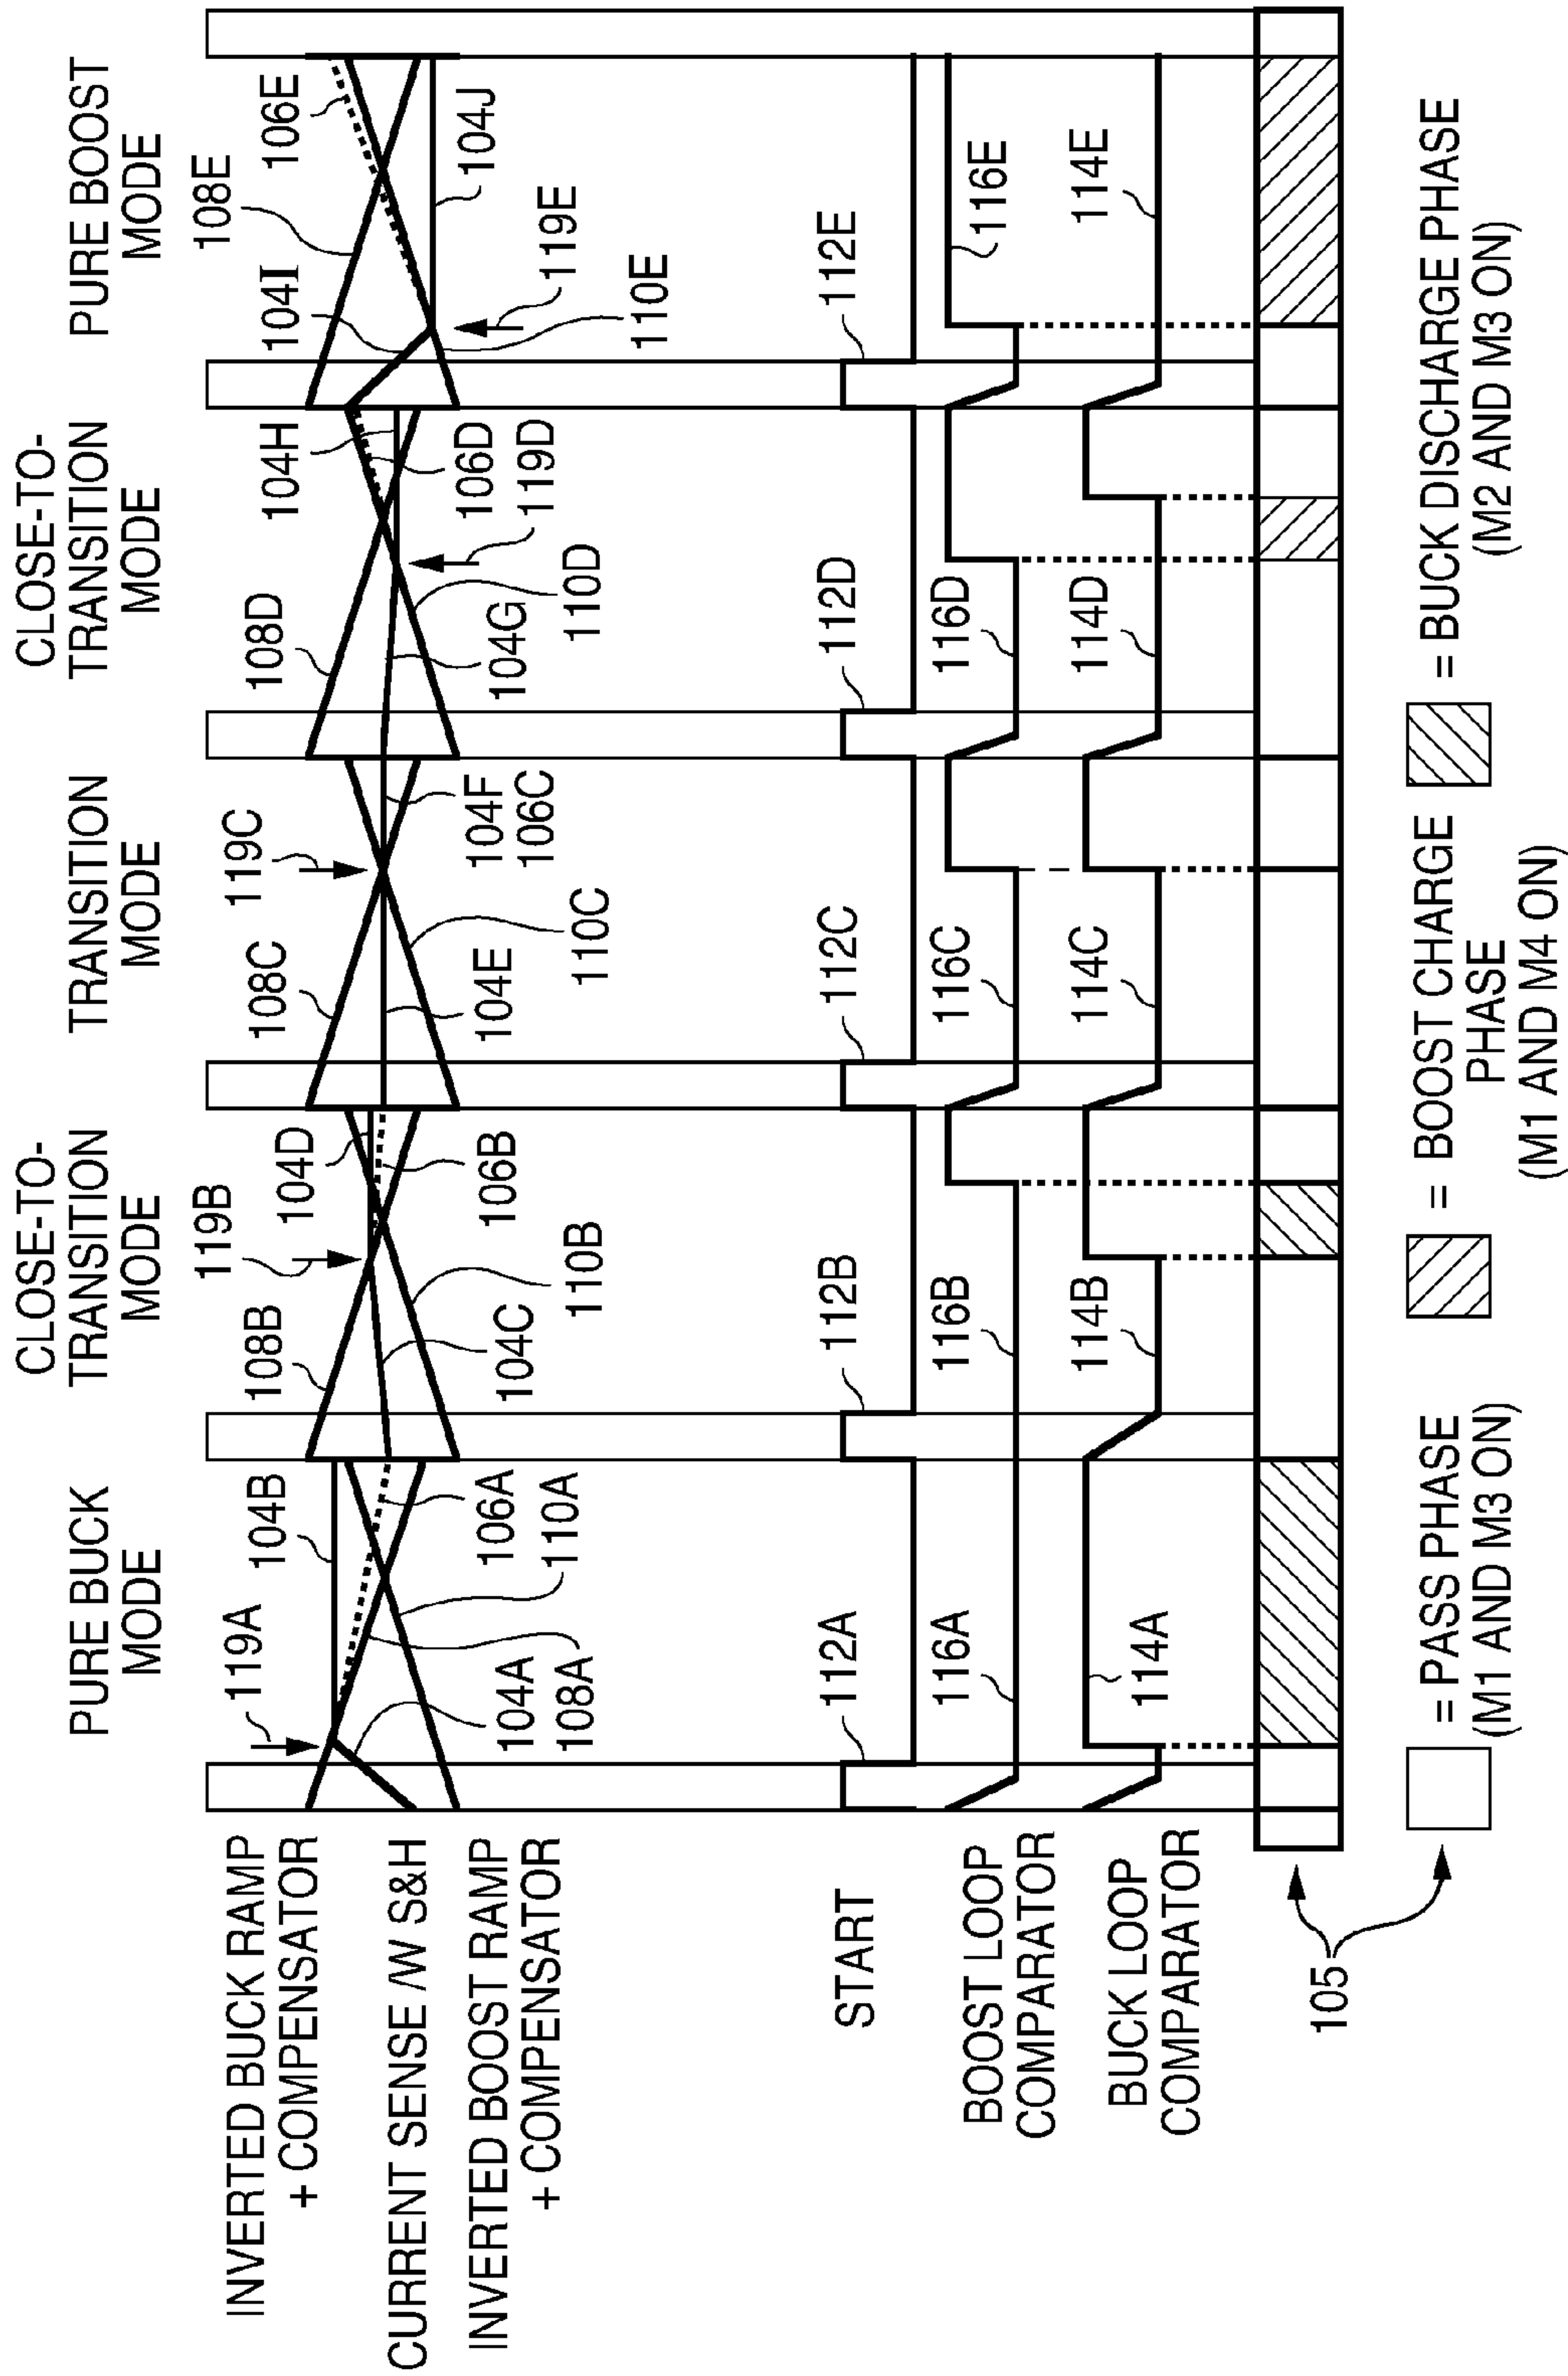 PURE BUCK
MODE
CLOSE-TO-
TRANSITION
MODE
TRANSITION
MODE
CLOSE-TO-
TRANSITION
MODE
PURE BOOST
MODE
119A
104B
108B
119B
104D
108C
119C
108D
104H
104I
108E
106E
INVERTED BUCK RAMP
+ COMPENSATOR
CURRENT SENSE /W S&H
INVERTED BOOST RAMP
+ COMPENSATOR
104A
108A
106A
110A
104C
110B
106B
104E
110C
104F
106C
104G
110D
106D
119D
110E
119E
104J
START
112A
112B
112C
112D
112E
BOOST LOOP
COMPARATOR
116A
116B
116C
116D
116E
BUCK LOOP
COMPARATOR
114A
114B
114C
114D
114E
105
= PASS PHASE
(M1 AND M3 ON)
= BOOST CHARGE
PHASE
(M1 AND M4 ON)
= BUCK DISCHARGE PHASE
(M2 AND M3 ON)